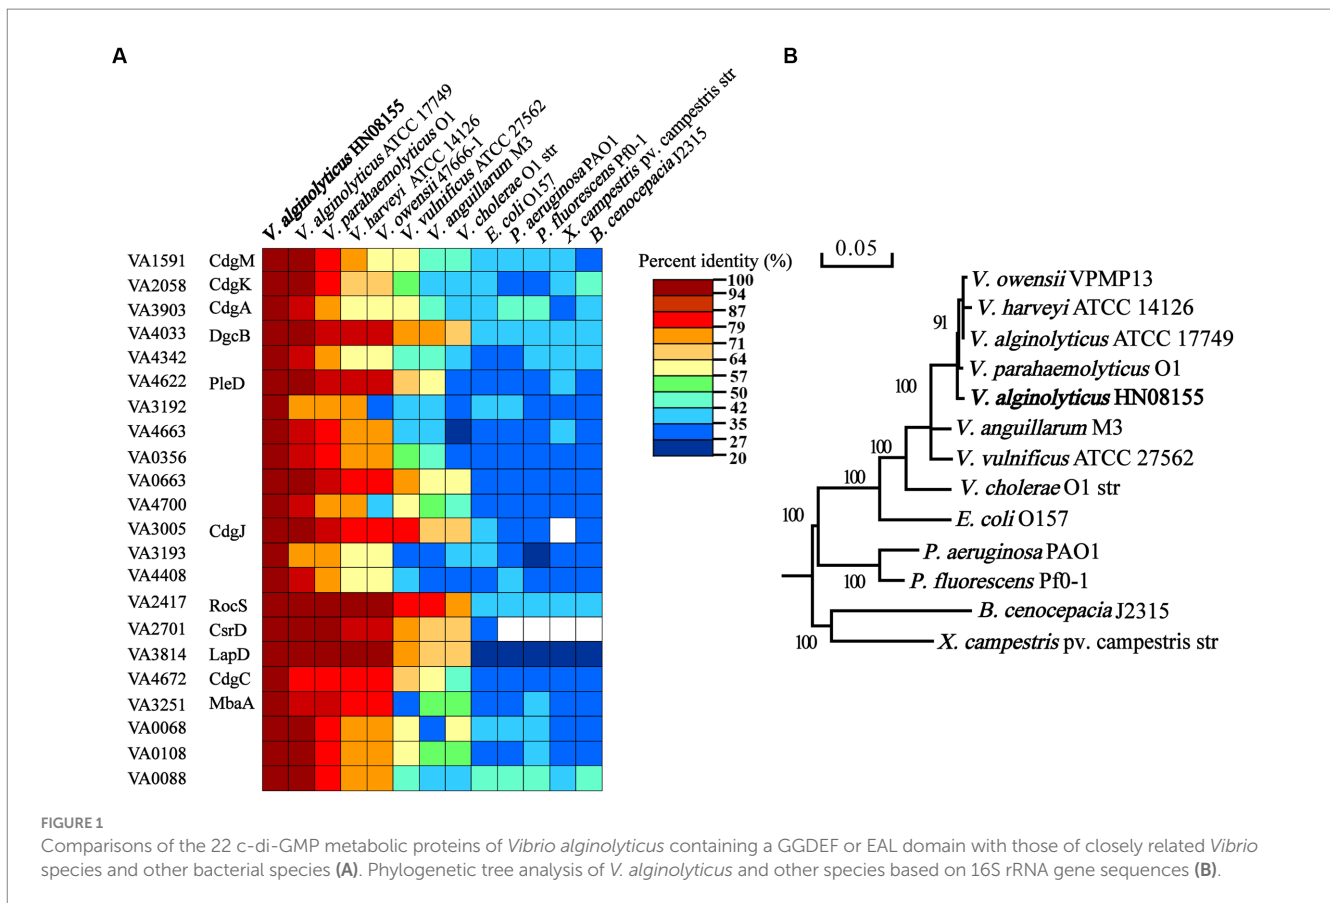 A
B
V. alginolyticus HN08155
V. alginolyticus ATCC 17749
V. parahaemolyticus O1
V. harveyi ATCC 14126
V. owensii 47666-1
V. vulnificus ATCC 27562
V. anguillarum M3
V. cholerae O1 str
E. coli O157
P. aeruginosa PAO1
P. fluorescens Pf0-1
X. campestris pv. campestris str
B. cenocepacia J2315
VA1591 CdgM
VA2058 CdgK
VA3903 CdgA
VA4033 DgcB
VA4342
VA4622 PleD
VA3192
VA4663
VA0356
VA0663
VA4700
VA3005 CdgJ
VA3193
VA4408
VA2417 RocS
VA2701 CsrD
VA3814 LapD
VA4672 CdgC
VA3251 MbaA
VA0068
VA0108
VA0088
Percent identity (%)
100
94
87
79
71
64
57
50
42
35
27
20
0.05
V. owensii VPMP13
V. harveyi ATCC 14126
91
V. alginolyticus ATCC 17749
V. parahaemolyticus O1
100
V. alginolyticus HN08155
V. anguillarum M3
100
V. vulnificus ATCC 27562
100
V. cholerae O1 str
100
E. coli O157
P. aeruginosa PAO1
100
P. fluorescens Pf0-1
B. cenocepacia J2315
100
X. campestris pv. campestris str
FIGURE 1
Comparisons of the 22 c-di-GMP metabolic proteins of Vibrio alginolyticus containing a GGDEF or EAL domain with those of closely related Vibrio
species and other bacterial species (A). Phylogenetic tree analysis of V. alginolyticus and other species based on 16S rRNA gene sequences (B).